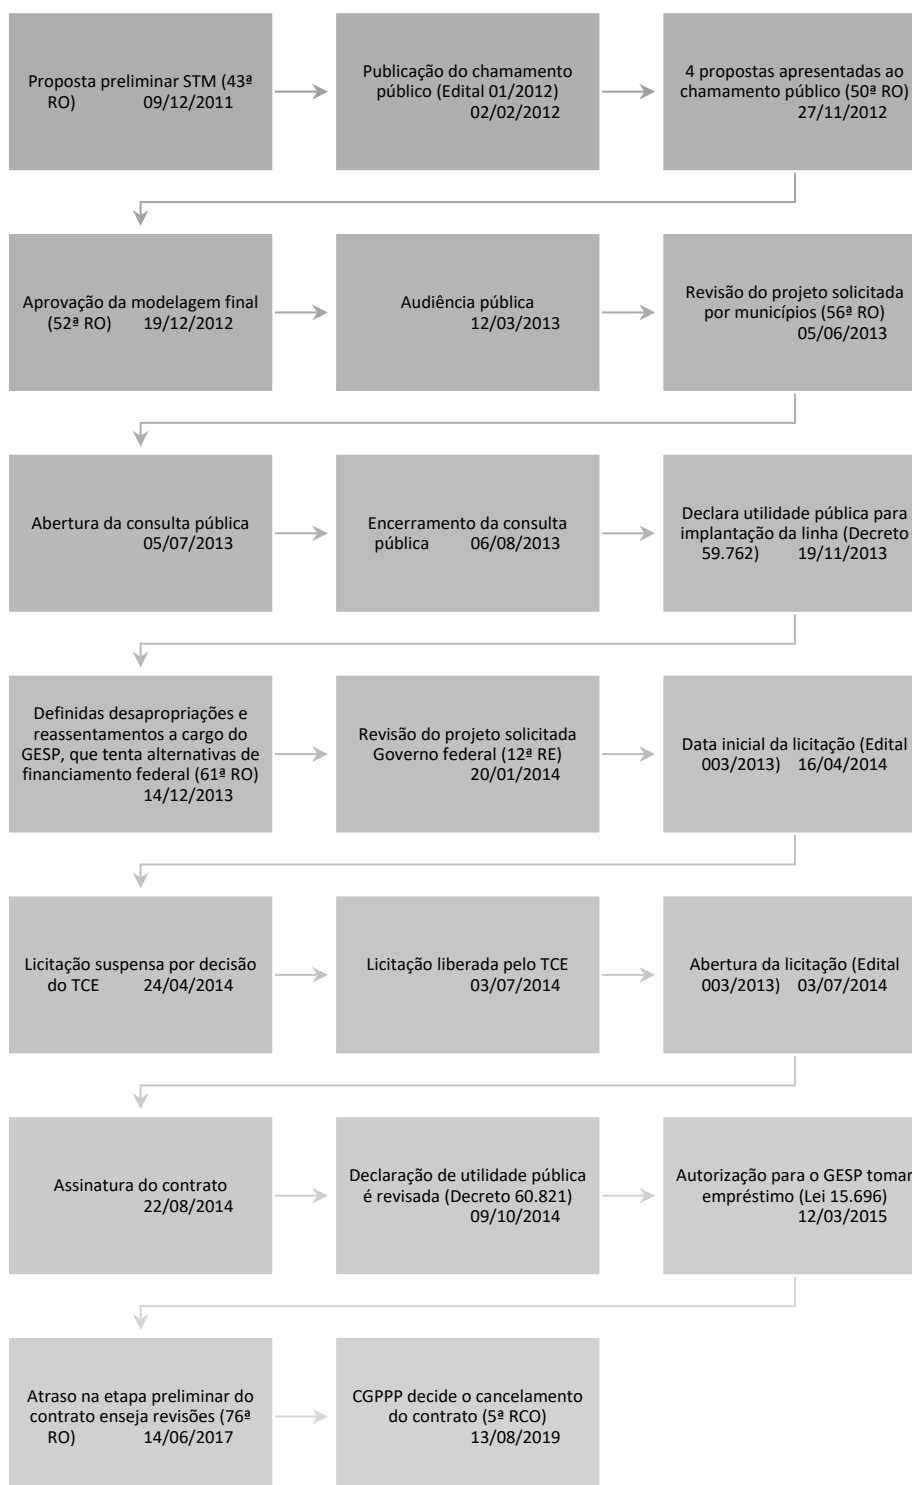 Proposta preliminar STM (43ª
RO) 09/12/2011
Publicação do chamamento
público (Edital 01/2012)
02/02/2012
4 propostas apresentadas ao
chamamento público (50ª RO)
27/11/2012
Aprovação da modelagem final
(52ª RO) 19/12/2012
Audiência pública
12/03/2013
Revisão do projeto solicitada
por municípios (56ª RO)
05/06/2013
Abertura da consulta pública
05/07/2013
Encerramento da consulta
pública 06/08/2013
Declara utilidade pública para
implantação da linha (Decreto
59.762) 19/11/2013
Definidas desapropriações e
reassentamentos a cargo do
GESP, que tenta alternativas de
financiamento federal (61ª RO)
14/12/2013
Revisão do projeto solicitada
Governo federal (12ª RE)
20/01/2014
Data inicial da licitação (Edital
003/2013) 16/04/2014
Licitação suspensa por decisão
do TCE 24/04/2014
Licitação liberada pelo TCE
03/07/2014
Abertura da licitação (Edital
003/2013) 03/07/2014
Assinatura do contrato
22/08/2014
Declaração de utilidade pública
é revisada (Decreto 60.821)
09/10/2014
Autorização para o GESP tomar
empréstimo (Lei 15.696)
12/03/2015
Atraso na etapa preliminar do
contrato enseja revisões (76ª
RO) 14/06/2017
CGPPP decide o cancelamento
do contrato (5ª RCO)
13/08/2019